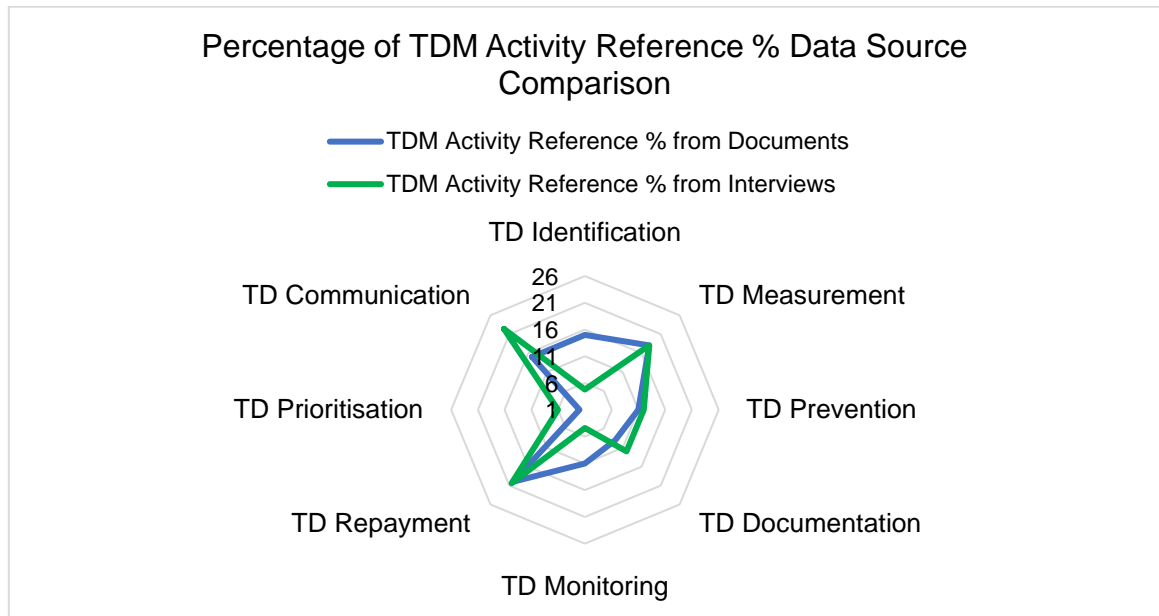 Percentage of TDM Activity Reference % Data Source
Comparison
TDM Activity Reference % from Documents
TDM Activity Reference % from Interviews
TD Identification
26
TD Communication
TD Measurement
21
16
11
6
TD Prioritisation
1
TD Prevention
TD Repayment
TD Documentation
TD Monitoring